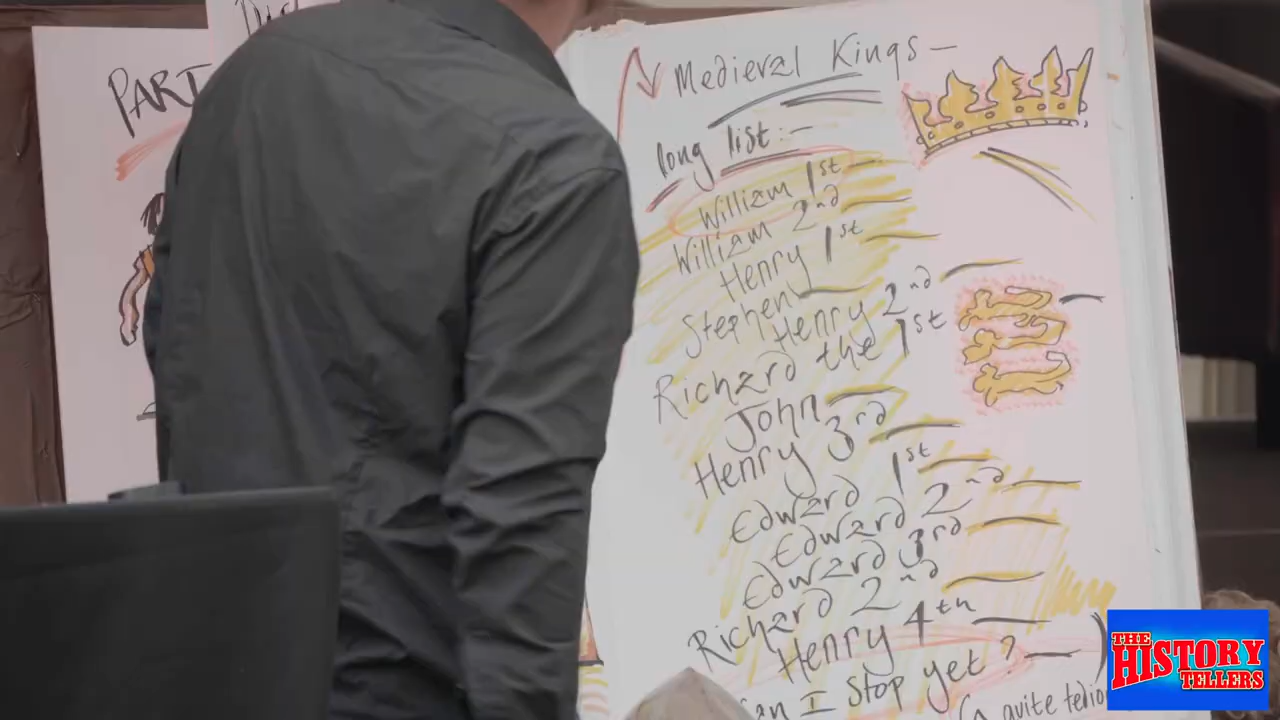 PART
Medieval Kings –
long list:–
William 1st
William 2nd
Henry 1st
Stephen
Henry 2nd
Richard the 1st
John
Henry 3rd
Edward 1st
Edward 2nd
Edward 3rd
Richard 2nd
Henry 4th
I stop yet?
quite
THE
HISTORY
TELLERS